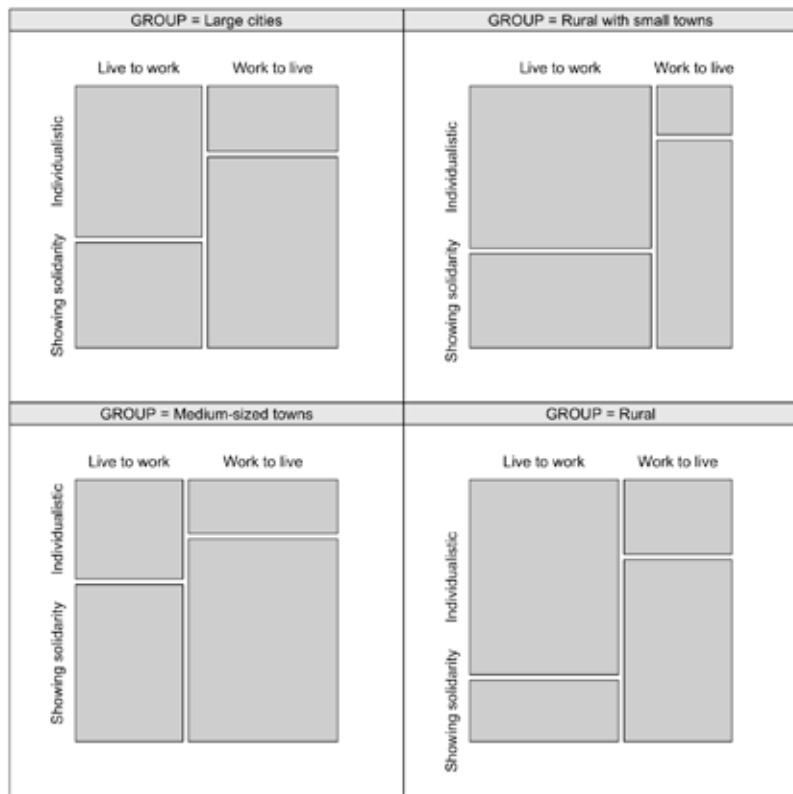 GROUP = Large cities
Live to work Work to live
Individualistic
Showing solidarity
GROUP = Rural with small towns
Live to work Work to live
Individualistic
Showing solidarity
GROUP = Medium-sized towns
Live to work Work to live
Individualistic
Showing solidarity
GROUP = Rural
Live to work Work to live
Individualistic
Showing solidarity